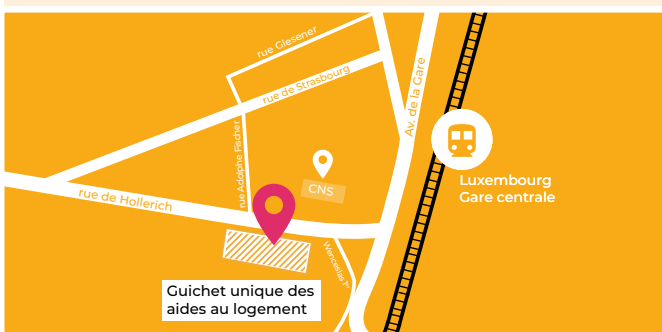 rue Glesener
rue de Strasbourg
Av. de la Gare
rue Adolphe Fischer
CNS
Luxembourg
Gare centrale
rue de Hollerich
Wenceslas 1er
Guichet unique des
aides au logement